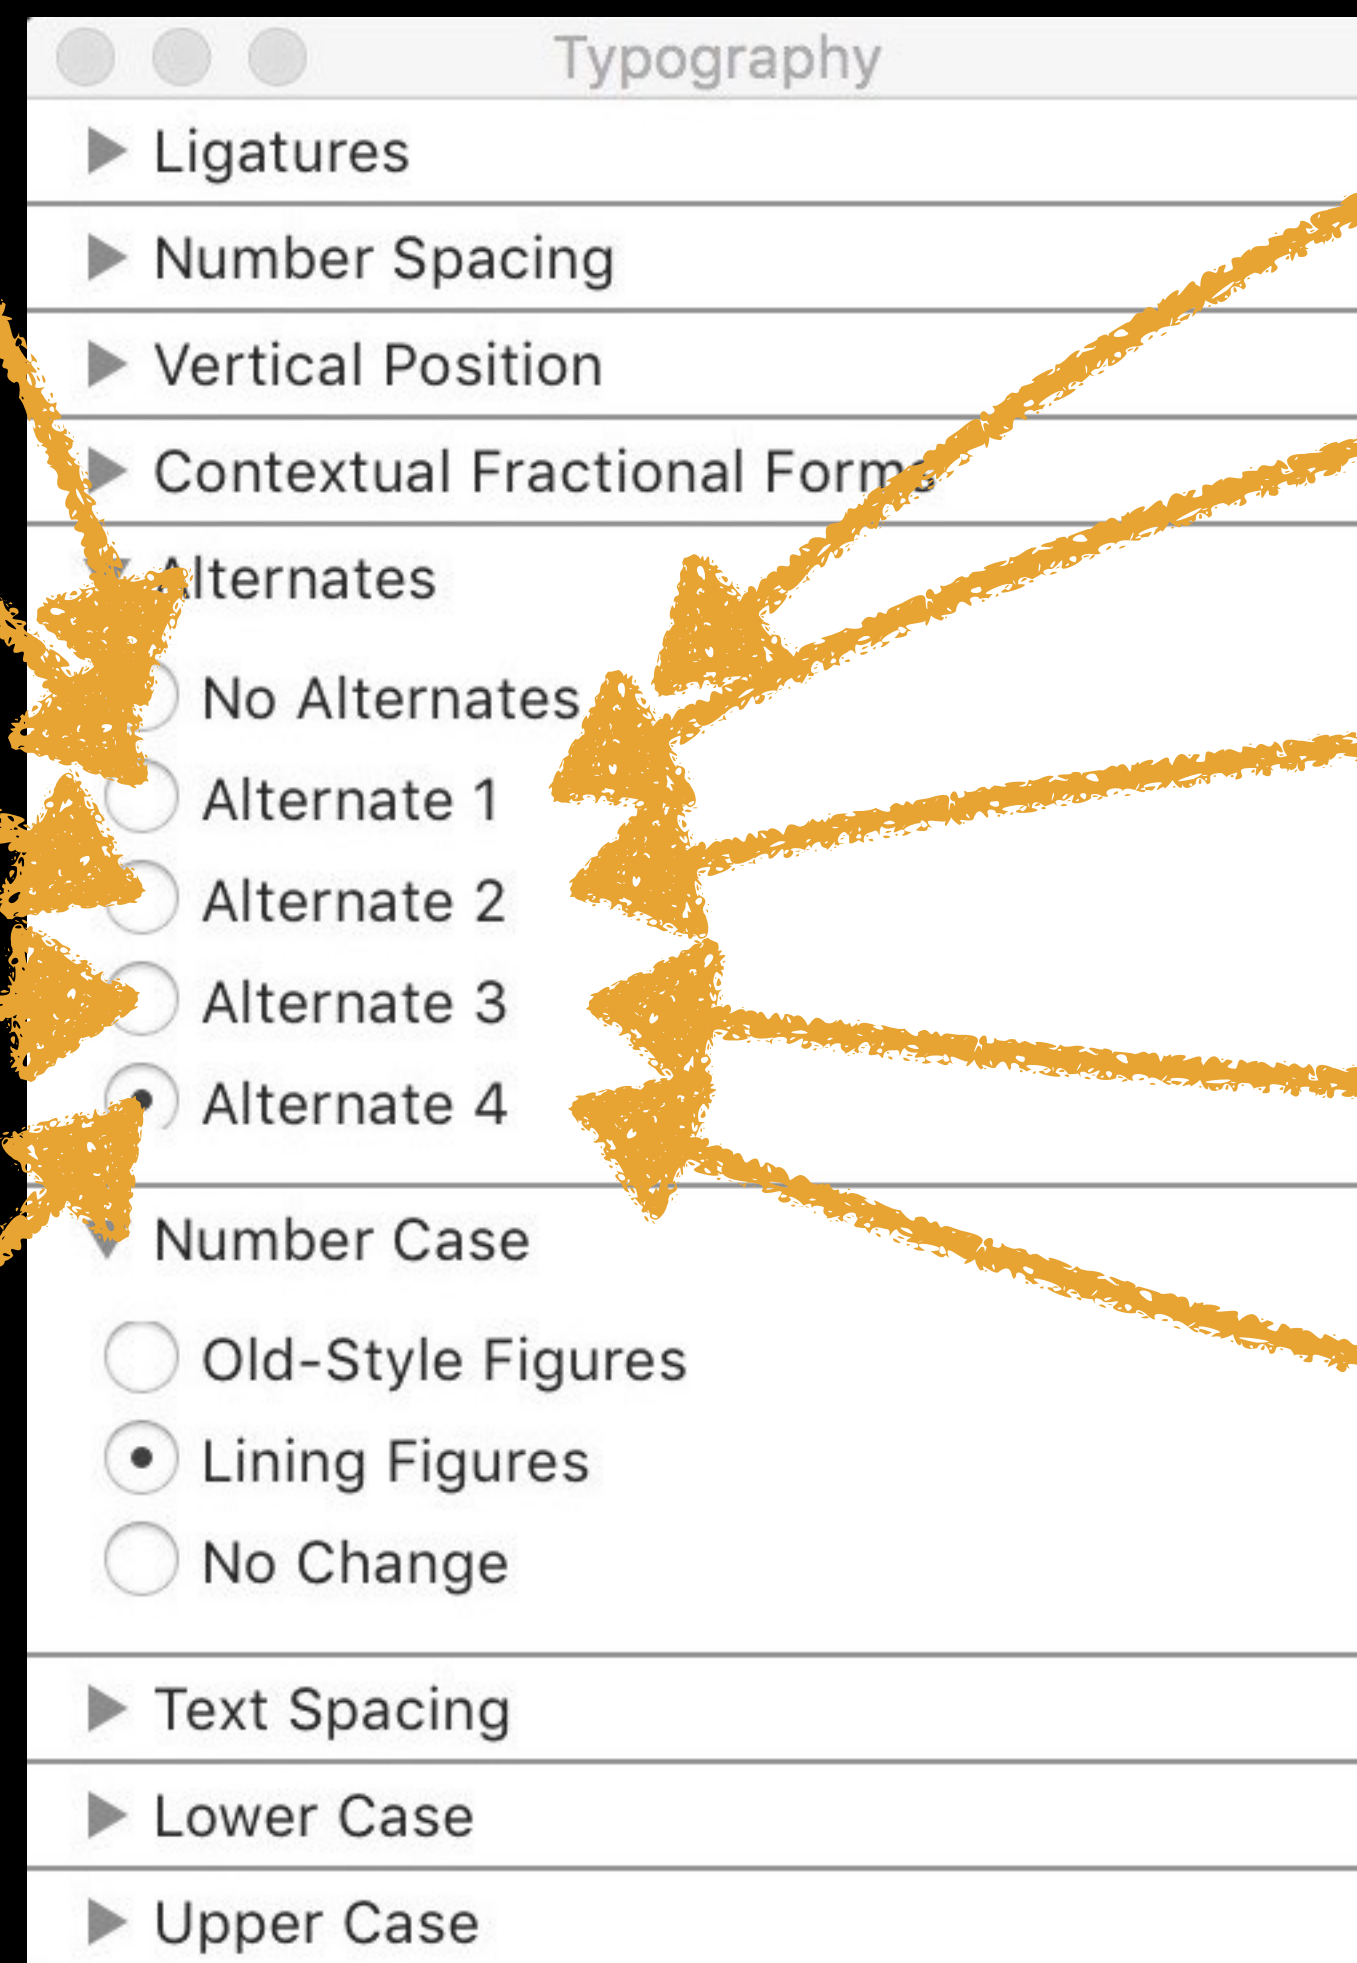 Typography
Ligatures
Number Spacing
Vertical Position
Contextual Fractional Forms
Alternates
No Alternates
Alternate 1
Alternate 2
Alternate 3
Alternate 4
Number Case
Old-Style Figures
Lining Figures
No Change
Text Spacing
Lower Case
Upper Case